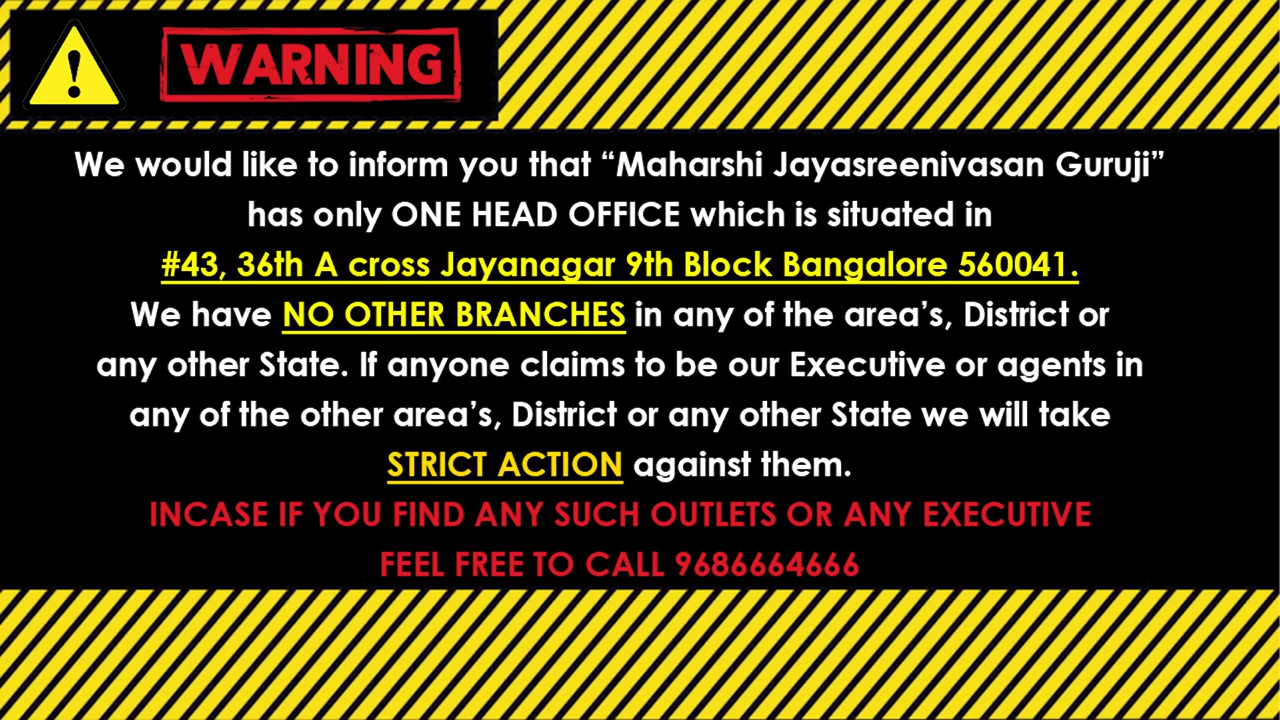 WARNING
We would like to inform you that “Maharshi Jayasreenivasan Guruji”
has only ONE HEAD OFFICE which is situated in
#43, 36th A cross Jayanagar 9th Block Bangalore 560041.
We have NO OTHER BRANCHES in any of the area’s, District or
any other State. If anyone claims to be our Executive or agents in
any of the other area’s, District or any other State we will take
STRICT ACTION against them.
INCASE IF YOU FIND ANY SUCH OUTLETS OR ANY EXECUTIVE
FEEL FREE TO CALL 9686664666